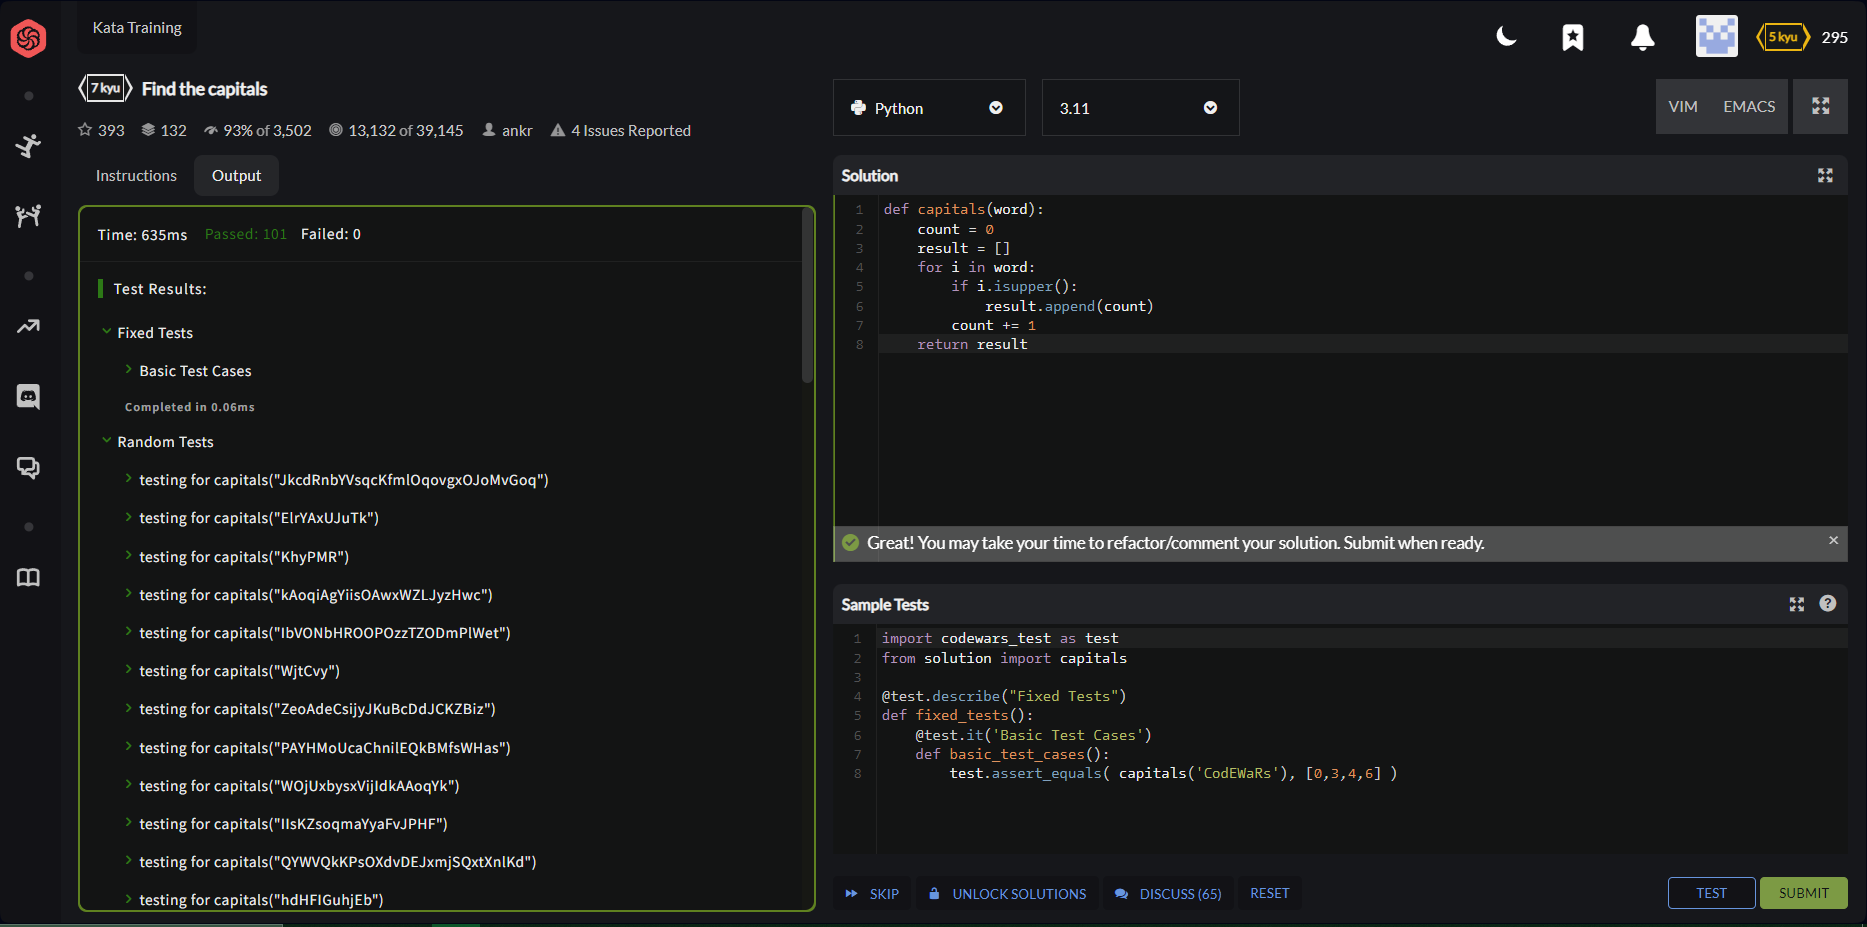 Kata Training
5 kyu 295
7 kyu Find the capitals
393 132 93% of 3,502 13,132 of 39,145 ankr 4 Issues Reported
Instructions Output
Time: 635ms Passed: 101 Failed: 0
Test Results:
Fixed Tests
Basic Test Cases
Completed in 0.06ms
Random Tests
testing for capitals("JkcdRnbYVsqcKfmlOqovgxOJoMvGoq")
testing for capitals("ElrYAxUJuTk")
testing for capitals("KhyPMR")
testing for capitals("kAoqiAgYiisOAwxWZLJyzHwc")
testing for capitals("IbVONbHROOPOzzTZODmPlWet")
testing for capitals("WjtCvy")
testing for capitals("ZeoAdeCsijyJKuBcDdJCKZBiz")
testing for capitals("PAYHMoUcaChnilEQkBMfsWHas")
testing for capitals("WOjUxbysxVijIdkAAoqYk")
testing for capitals("IIsKZsoqmaYyaFvJPHF")
testing for capitals("QYWVQkKPsOXdvDEJxmjSQxtXnlKd")
testing for capitals("hdHFIGuhjEb")
Python 3.11 VIM EMACS
Solution
1 def capitals(word):
2     count = 0
3     result = []
4     for i in word:
5         if i.isupper():
6             result.append(count)
7         count += 1
8     return result
Great! You may take your time to refactor/comment your solution. Submit when ready.
Sample Tests
1 import codewars_test as test
2 from solution import capitals
3
4 @test.describe("Fixed Tests")
5 def fixed_tests():
6     @test.it('Basic Test Cases')
7     def basic_test_cases():
8         test.assert_equals( capitals('CodEWaRs'), [0,3,4,6] )
SKIP UNLOCK SOLUTIONS DISCUSS (65) RESET TEST SUBMIT